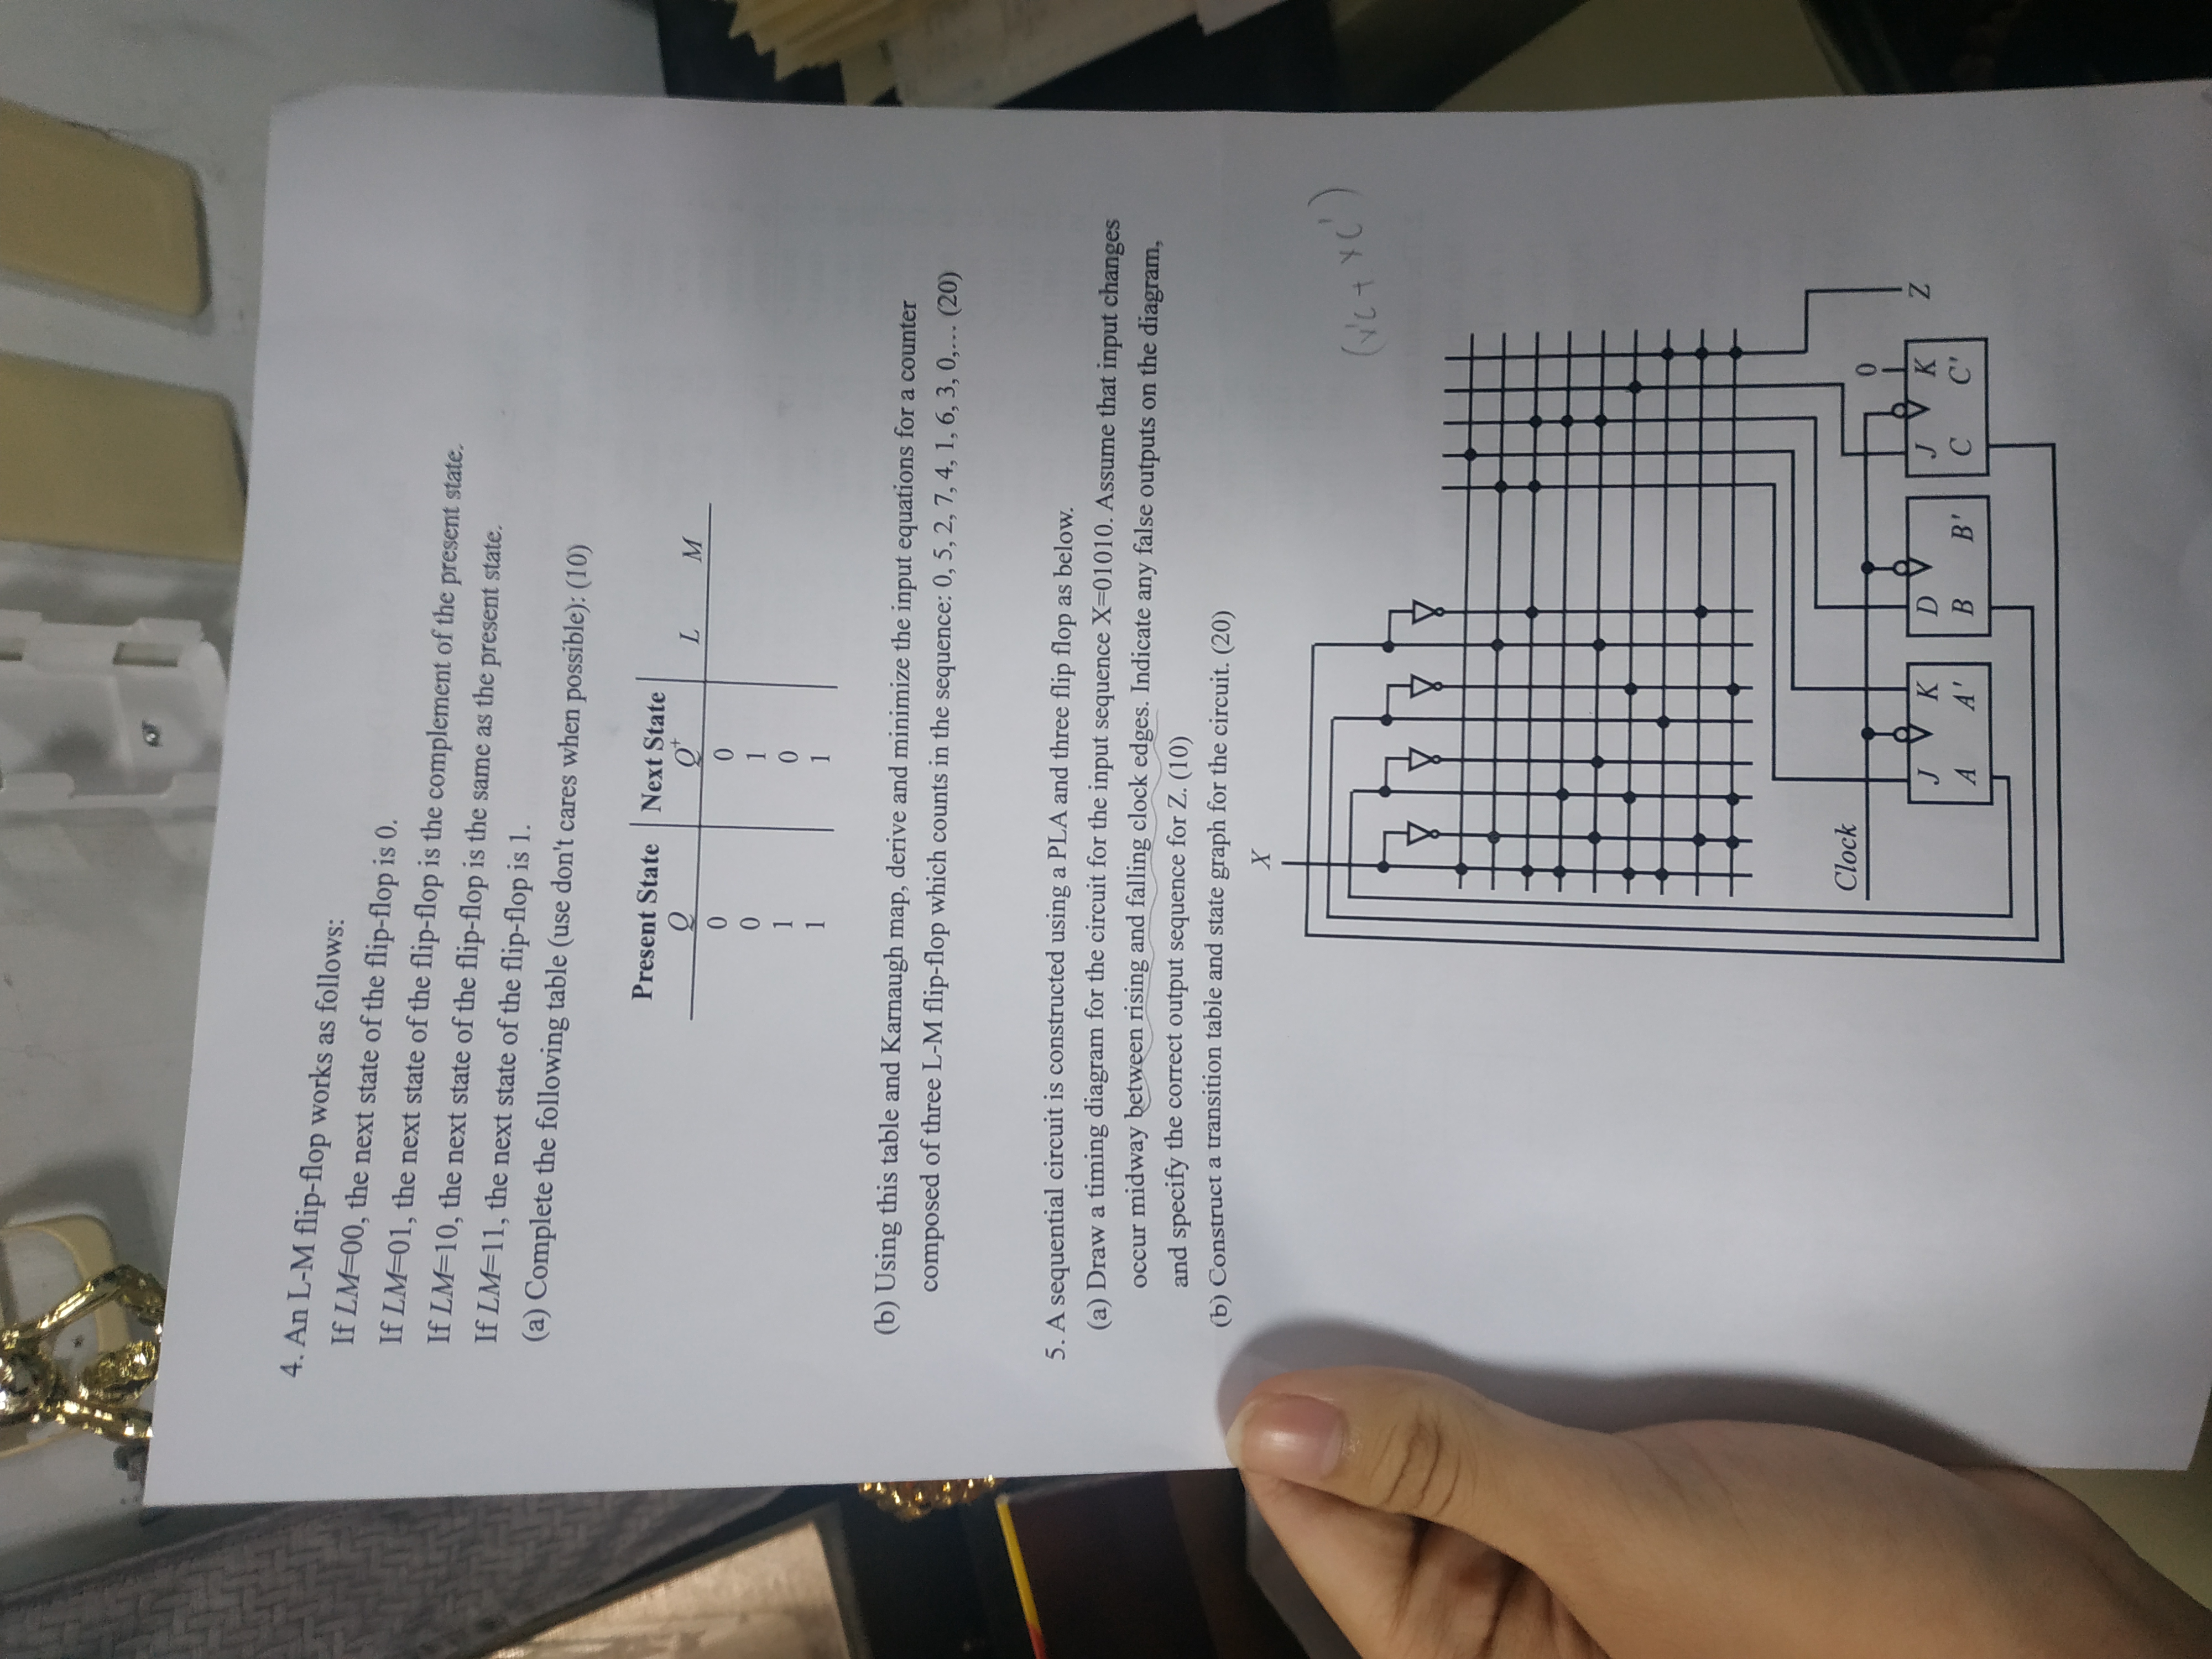 4. An L-M flip-flop works as follows:
If LM=00, the next state of the flip-flop is 0.
If LM=01, the next state of the flip-flop is the complement of the present state.
If LM=10, the next state of the flip-flop is the same as the present state.
If LM=11, the next state of the flip-flop is 1.
(a) Complete the following table (use don't cares when possible): (10)
Present State Next State
Q Q⁺ L M
0 0
0 1
1 0
1 1
(b) Using this table and Karnaugh map, derive and minimize the input equations for a counter
composed of three L-M flip-flop which counts in the sequence: 0, 5, 2, 7, 4, 1, 6, 3, 0,... (20)
5. A sequential circuit is constructed using a PLA and three flip flop as below.
(a) Draw a timing diagram for the circuit for the input sequence X=01010. Assume that input changes
occur midway between rising and falling clock edges. Indicate any false outputs on the diagram,
and specify the correct output sequence for Z. (10)
(b) Construct a transition table and state graph for the circuit. (20)
X
(x'c + xc')
Clock
0
J K D J K Z
A A' B B' C C'